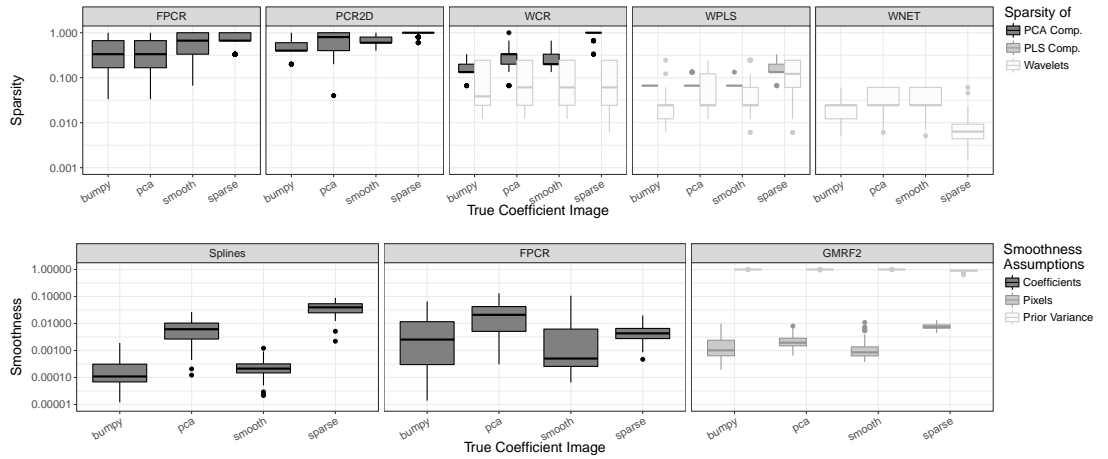 FPCR PCR2D WCR WPLS WNET
Sparsity
1.000
0.100
0.010
0.001
bumpy pca smooth sparse bumpy pca smooth sparse bumpy pca smooth sparse bumpy pca smooth sparse bumpy pca smooth sparse
True Coefficient Image
Sparsity of
PCA Comp.
PLS Comp.
Wavelets
Splines FPCR GMRF2
Smoothness
1.00000
0.10000
0.01000
0.00100
0.00010
0.00001
bumpy pca smooth sparse bumpy pca smooth sparse bumpy pca smooth sparse
True Coefficient Image
Smoothness
Assumptions
Coefficients
Pixels
Prior Variance